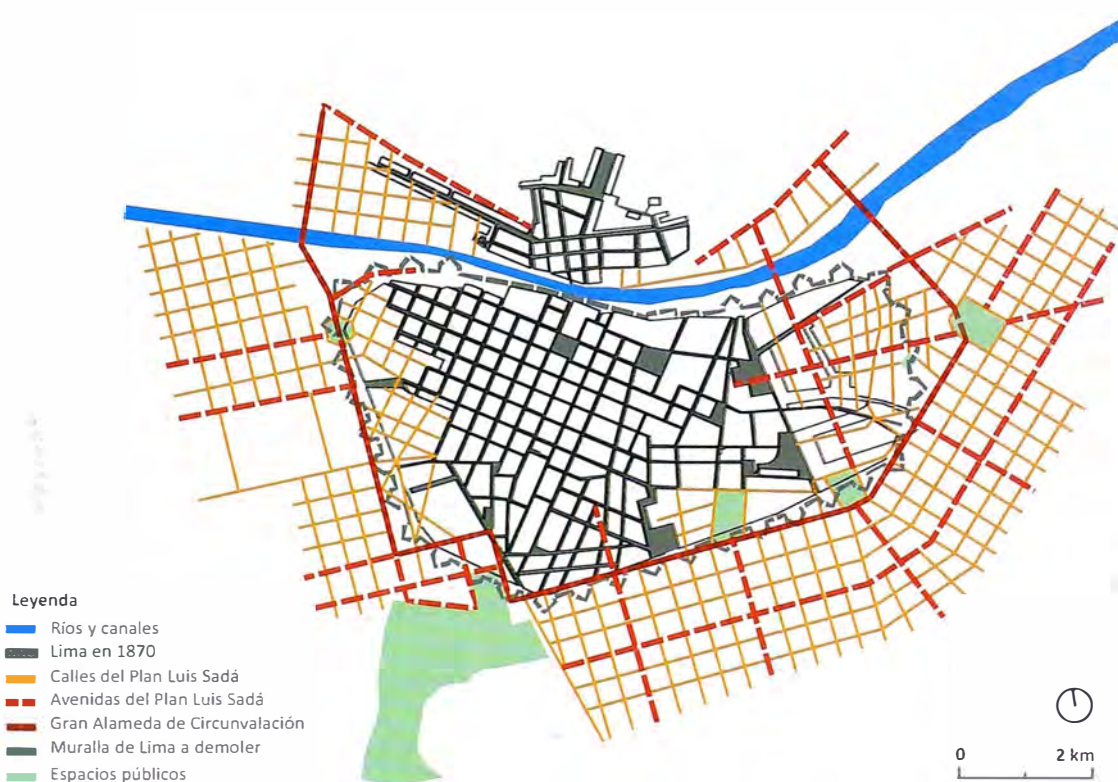 Leyenda
Ríos y canales
Lima en 1870
Calles del Plan Luis Sadá
Avenidas del Plan Luis Sadá
Gran Alameda de Circunvalación
Muralla de Lima a demoler
Espacios públicos
0 2 km